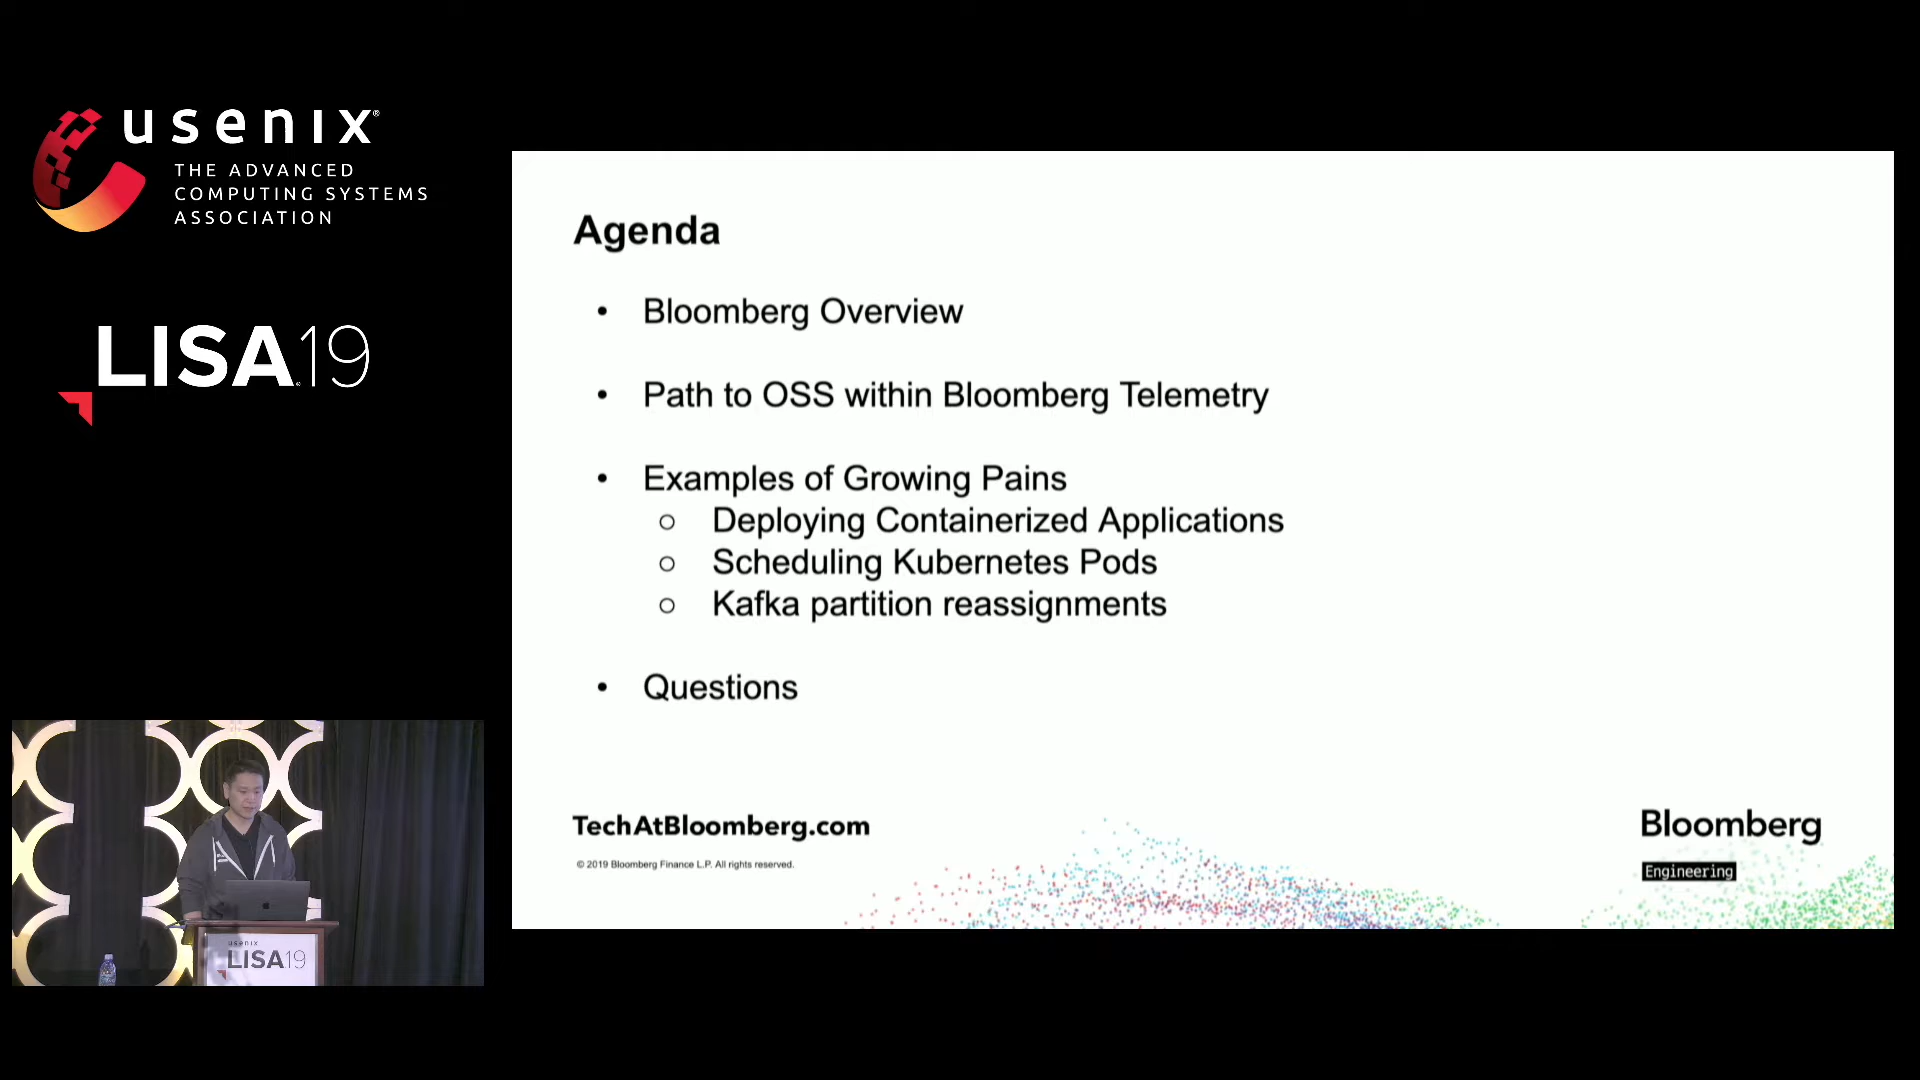 usenix®
THE ADVANCED
COMPUTING SYSTEMS
ASSOCIATION
LISA.19
Agenda
• Bloomberg Overview
• Path to OSS within Bloomberg Telemetry
• Examples of Growing Pains
○ Deploying Containerized Applications
○ Scheduling Kubernetes Pods
○ Kafka partition reassignments
• Questions
TechAtBloomberg.com
© 2019 Bloomberg Finance L.P. All rights reserved.
Bloomberg
Engineering
usenix
LISA19